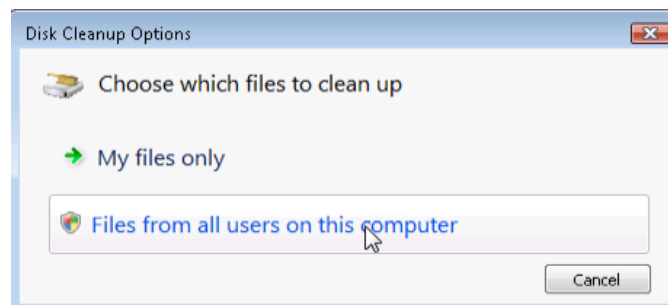 Disk Cleanup Options
Choose which files to clean up
My files only
Files from all users on this computer
Cancel